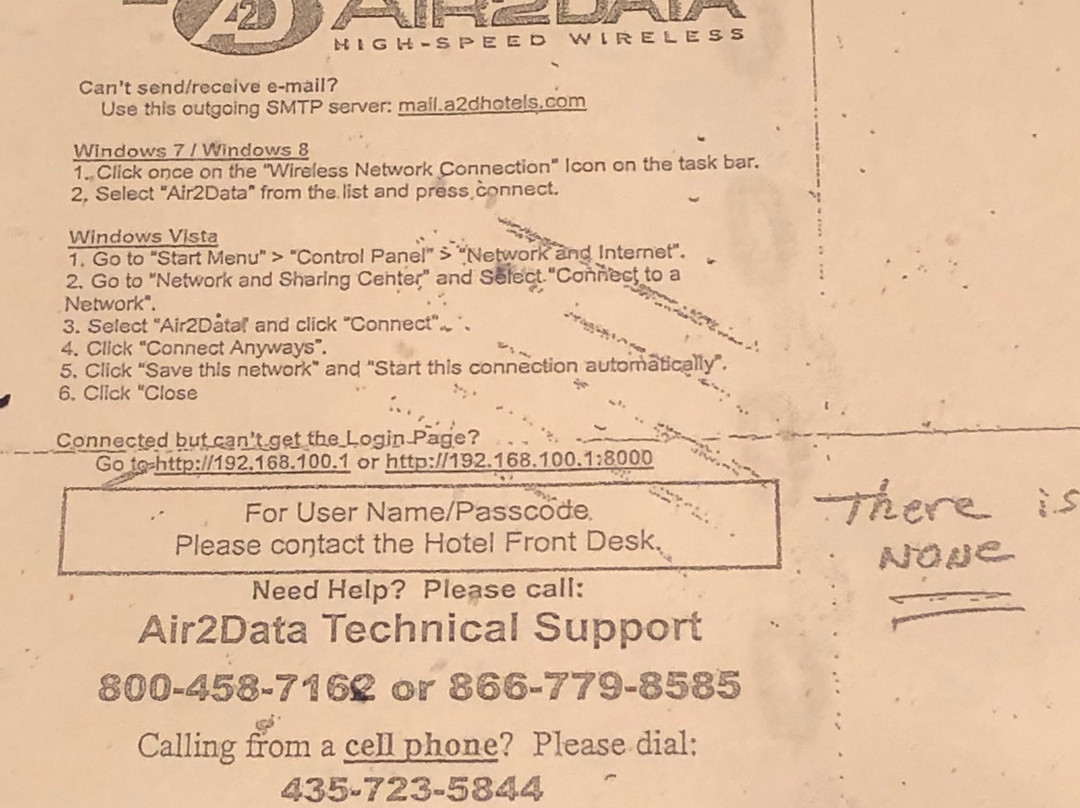 A2D AIR2DATA
HIGH-SPEED WIRELESS
Can't send/receive e-mail?
Use this outgoing SMTP server: mail.a2dhotels.com
Windows 7 / Windows 8
1. Click once on the "Wireless Network Connection" Icon on the task bar.
2. Select "Air2Data" from the list and press connect.
Windows Vista
1. Go to "Start Menu" > "Control Panel" > "Network and Internet".
2. Go to "Network and Sharing Center" and Select "Connect to a
Network".
3. Select "Air2Data" and click "Connect".
4. Click "Connect Anyways".
5. Click "Save this network" and "Start this connection automatically".
6. Click "Close
Connected but can't get the Login Page?
Go to http://192.168.100.1 or http://192.168.100.1:8000
For User Name/Passcode
Please contact the Hotel Front Desk.
There is
NONE
Need Help? Please call:
Air2Data Technical Support
800-458-7162 or 866-779-8585
Calling from a cell phone? Please dial:
435-723-5844